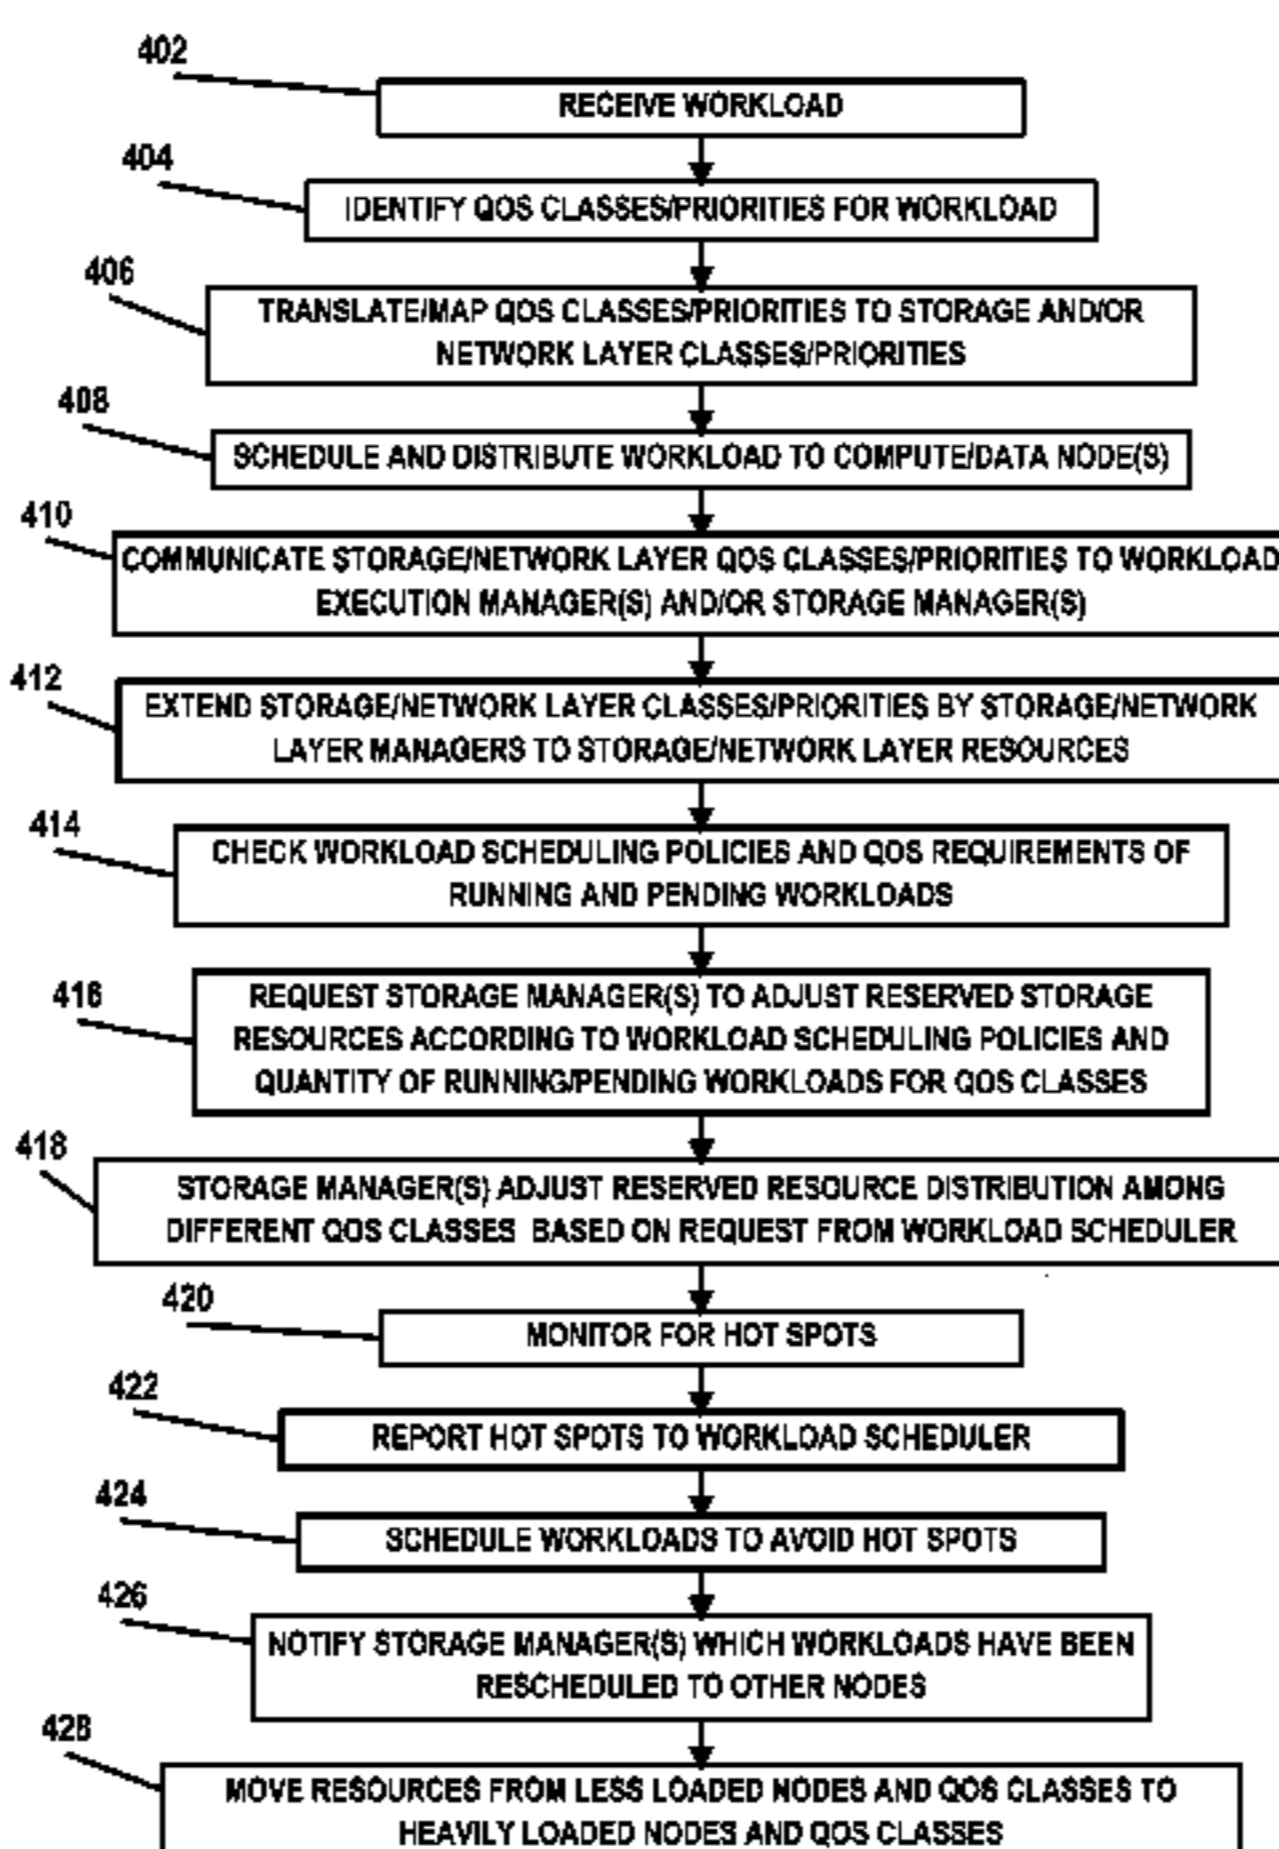 402
RECEIVE WORKLOAD
404
IDENTIFY QOS CLASSES/PRIORITIES FOR WORKLOAD
406
TRANSLATE/MAP QOS CLASSES/PRIORITIES TO STORAGE AND/OR
NETWORK LAYER CLASSES/PRIORITIES
408
SCHEDULE AND DISTRIBUTE WORKLOAD TO COMPUTE/DATA NODE(S)
410
COMMUNICATE STORAGE/NETWORK LAYER QOS CLASSES/PRIORITIES TO WORKLOAD
EXECUTION MANAGER(S) AND/OR STORAGE MANAGER(S)
412
EXTEND STORAGE/NETWORK LAYER CLASSES/PRIORITIES BY STORAGE/NETWORK
LAYER MANAGERS TO STORAGE/NETWORK LAYER RESOURCES
414
CHECK WORKLOAD SCHEDULING POLICIES AND QOS REQUIREMENTS OF
RUNNING AND PENDING WORKLOADS
416
REQUEST STORAGE MANAGER(S) TO ADJUST RESERVED STORAGE
RESOURCES ACCORDING TO WORKLOAD SCHEDULING POLICIES AND
QUANTITY OF RUNNING/PENDING WORKLOADS FOR QOS CLASSES
418
STORAGE MANAGER(S) ADJUST RESERVED RESOURCE DISTRIBUTION AMONG
DIFFERENT QOS CLASSES BASED ON REQUEST FROM WORKLOAD SCHEDULER
420
MONITOR FOR HOT SPOTS
422
REPORT HOT SPOTS TO WORKLOAD SCHEDULER
424
SCHEDULE WORKLOADS TO AVOID HOT SPOTS
426
NOTIFY STORAGE MANAGER(S) WHICH WORKLOADS HAVE BEEN
RESCHEDULED TO OTHER NODES
428
MOVE RESOURCES FROM LESS LOADED NODES AND QOS CLASSES TO
HEAVILY LOADED NODES AND QOS CLASSES